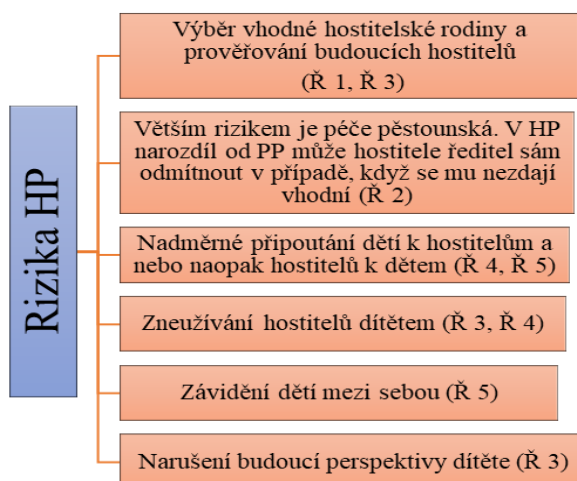 Rizika HP
Výběr vhodné hostitelské rodiny a
prověřování budoucích hostitelů
(Ř 1, Ř 3)
Větším rizikem je péče pěstounská. V HP
narozdíl od PP může hostitele ředitel sám
odmítnout v případě, když se mu nezdají
vhodní (Ř 2)
Nadměrné připoutání dětí k hostitelům a
nebo naopak hostitelů k dětem (Ř 4, Ř 5)
Zneužívání hostitelů dítětem (Ř 3, Ř 4)
Závidění dětí mezi sebou (Ř 5)
Narušení budoucí perspektivy dítěte (Ř 3)